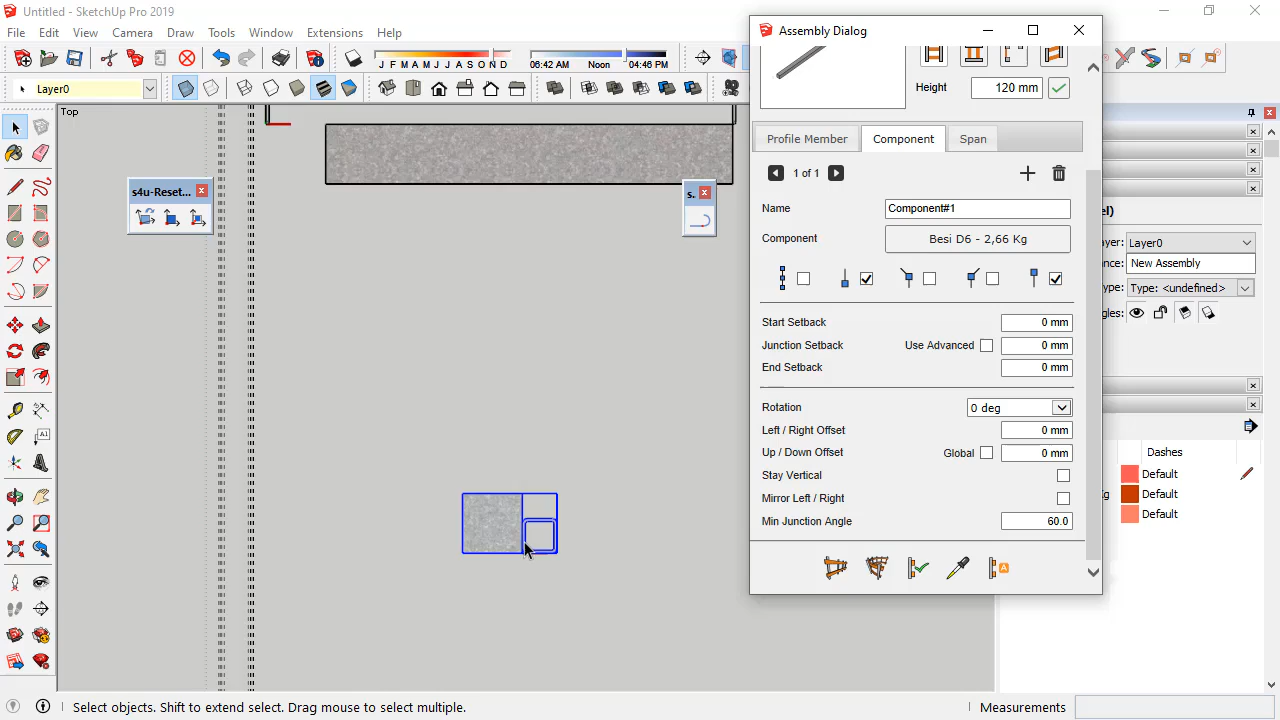 Untitled - SketchUp Pro 2019
File Edit View Camera Draw Tools Window Extensions Help
J F M A M J J A S O N D
06:42 AM Noon 04:46 PM
Layer0
Top
s4u-Reset...
s.
Assembly Dialog
Height 120 mm
Profile Member Component Span
1 of 1
Name Component#1
Component Besi D6 - 2,66 Kg
Start Setback 0 mm
Junction Setback Use Advanced 0 mm
End Setback 0 mm
Rotation 0 deg
Left / Right Offset 0 mm
Up / Down Offset Global 0 mm
Stay Vertical
Mirror Left / Right
Min Junction Angle 60.0
Layer0
New Assembly
Type: <undefined>
Dashes
Default
Default
Default
Select objects. Shift to extend select. Drag mouse to select multiple.
Measurements